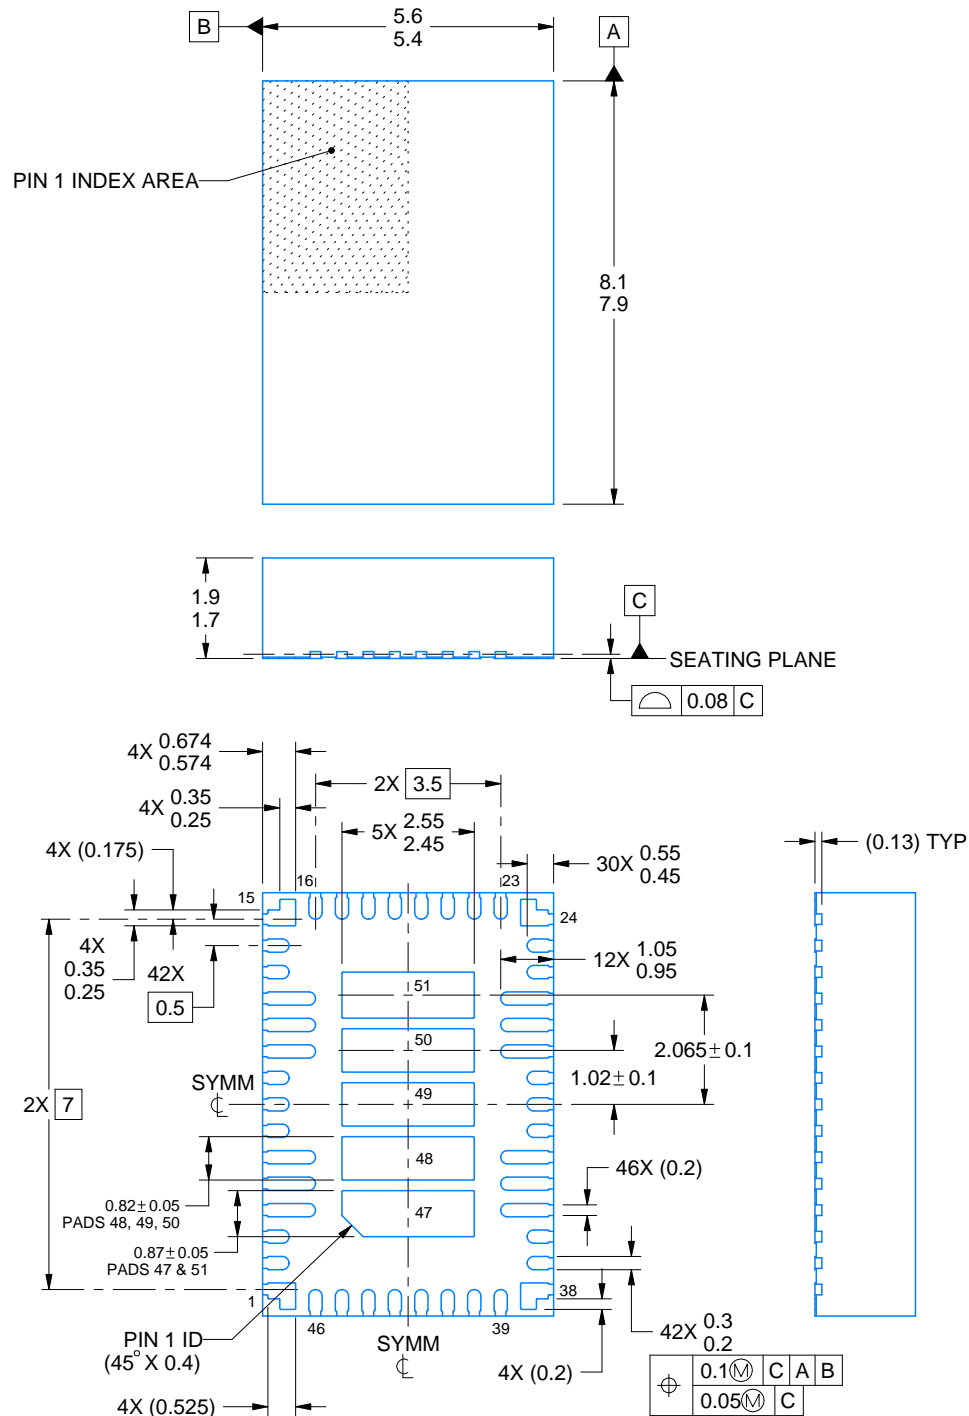 B
5.6
5.4
A
PIN 1 INDEX AREA
8.1
7.9
1.9
1.7
C
SEATING PLANE
0.08 C
4X 0.674
0.574
2X 3.5
4X 0.35
0.25
5X 2.55
2.45
(0.13) TYP
4X (0.175)
30X 0.55
0.45
16
23
15
24
4X
0.35
0.25
42X
0.5
12X 1.05
0.95
51
50
2.065±0.1
1.02±0.1
SYMM
49
2X 7
48
46X (0.2)
0.82±0.05
PADS 48, 49, 50
47
0.87±0.05
PADS 47 & 51
1
38
46
39
PIN 1 ID
(45° X 0.4)
SYMM
42X 0.3
0.2
4X (0.2)
0.1Ⓜ C A B
0.05Ⓜ C
4X (0.525)